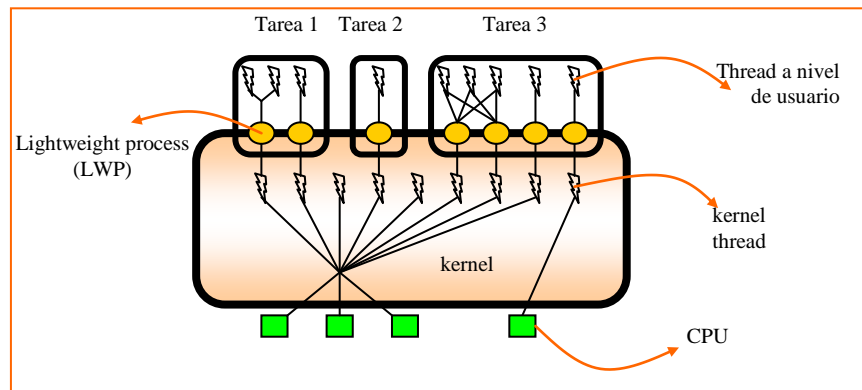 Tarea 1
Tarea 2
Tarea 3
Thread a nivel
de usuario
Lightweight process
(LWP)
kernel
thread
kernel
CPU